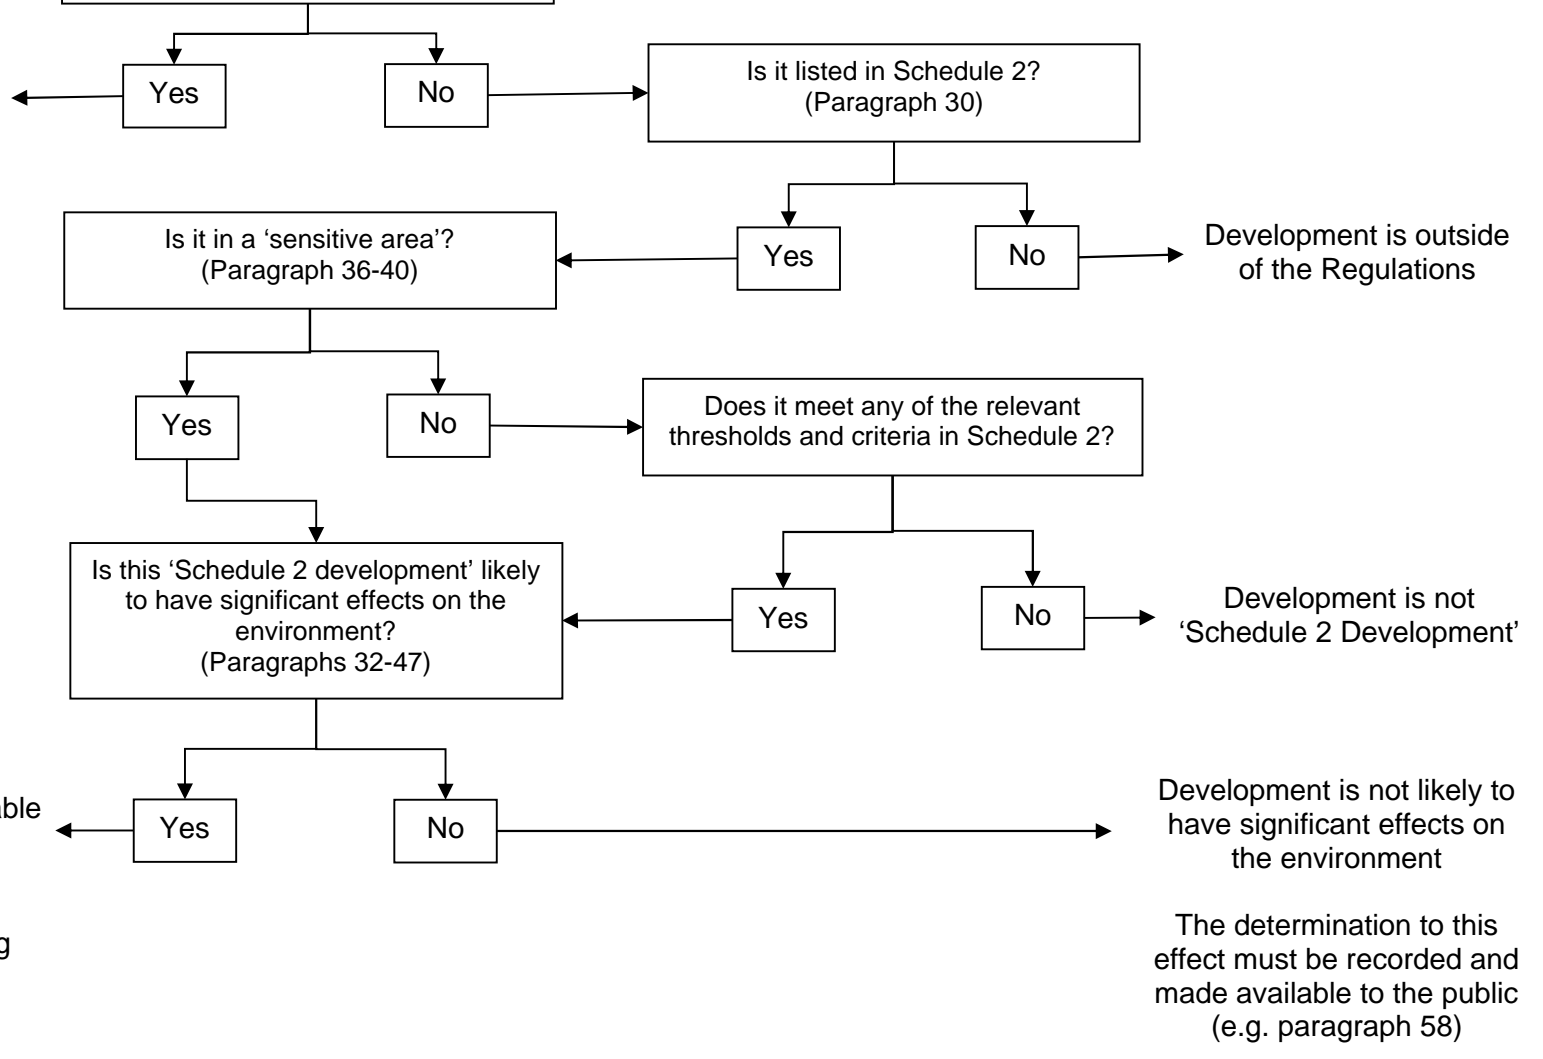 Yes
No
Is it listed in Schedule 2?
(Paragraph 30)
Is it in a ‘sensitive area’?
(Paragraph 36-40)
Yes
No
Development is outside
of the Regulations
Yes
No
Does it meet any of the relevant
thresholds and criteria in Schedule 2?
Is this ‘Schedule 2 development’ likely
to have significant effects on the
environment?
(Paragraphs 32-47)
Yes
No
Development is not
‘Schedule 2 Development’
Yes
No
Development is not likely to
have significant effects on
the environment
The determination to this
effect must be recorded and
made available to the public
(e.g. paragraph 58)